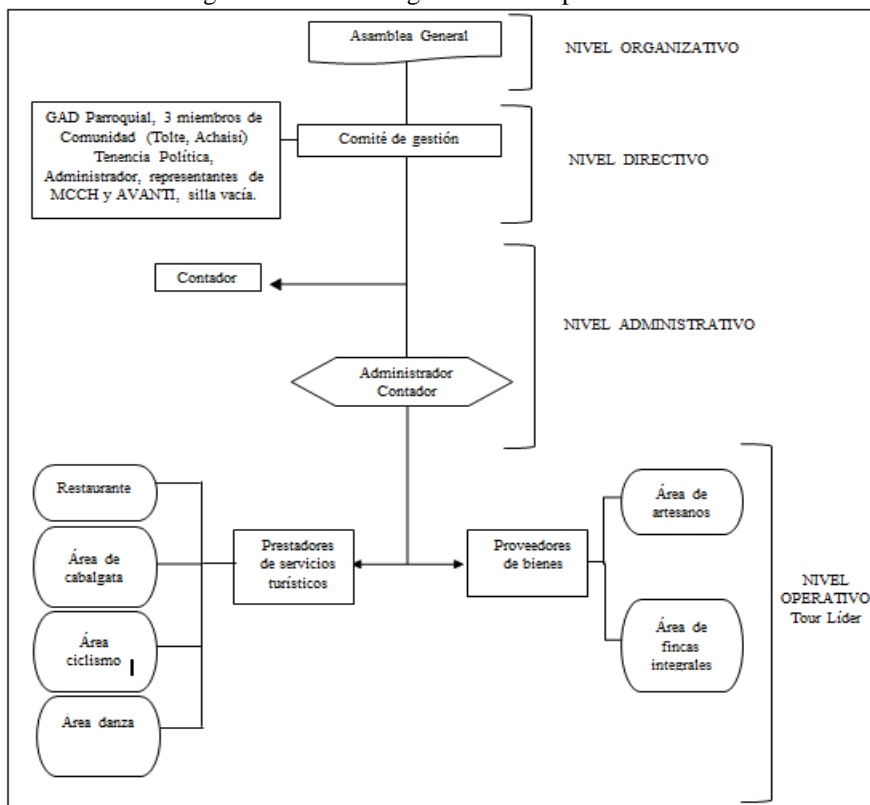 Asamblea General
NIVEL ORGANIZATIVO
GAD Parroquial, 3 miembros de
Comunidad (Tolte, Achaisí)
Tenencia Política,
Administrador, representantes de
MCCH y AVANTI, silla vacía.
Comité de gestión
NIVEL DIRECTIVO
Contador
NIVEL ADMINISTRATIVO
Administrador
Contador
Restaurante
Área de
cabalgata
Área
ciclismo
Area danza
Prestadores
de servicios
turísticos
Proveedores
de bienes
Área de
artesanos
Área de
fincas
integrales
NIVEL
OPERATIVO
Tour Líder